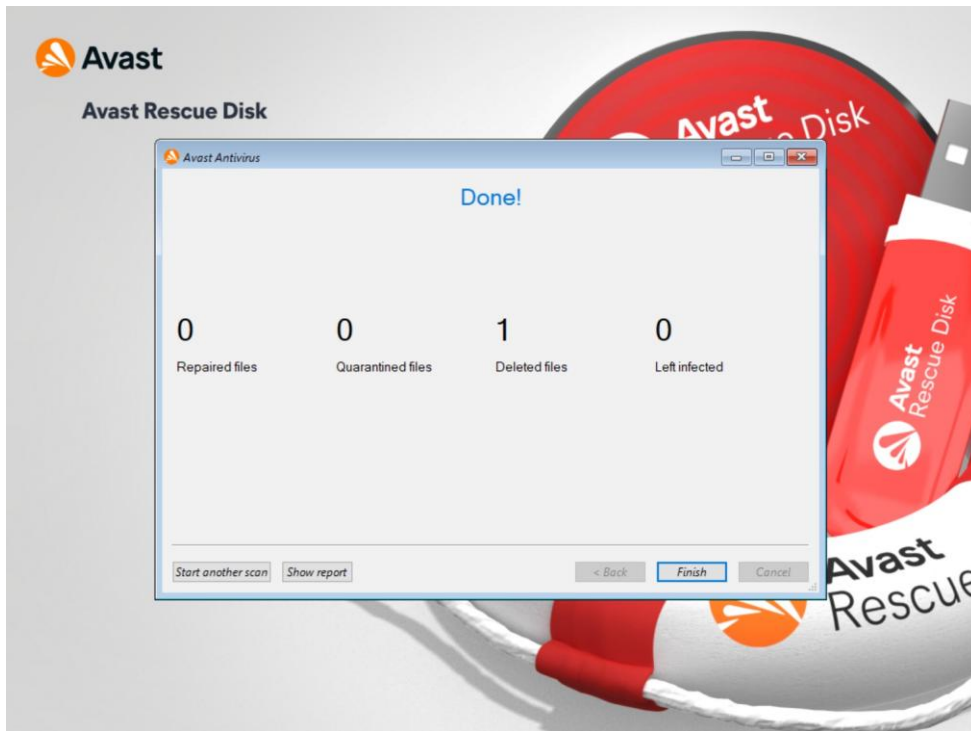 Avast
Avast Rescue Disk
Avast
Disk
Avast Antivirus
Done!
0
0
1
0
Repaired files
Quarantined files
Deleted files
Left infected
Avast
Rescue Disk
Start another scan
Show report
< Back
Finish
Cancel
Avast
Rescue